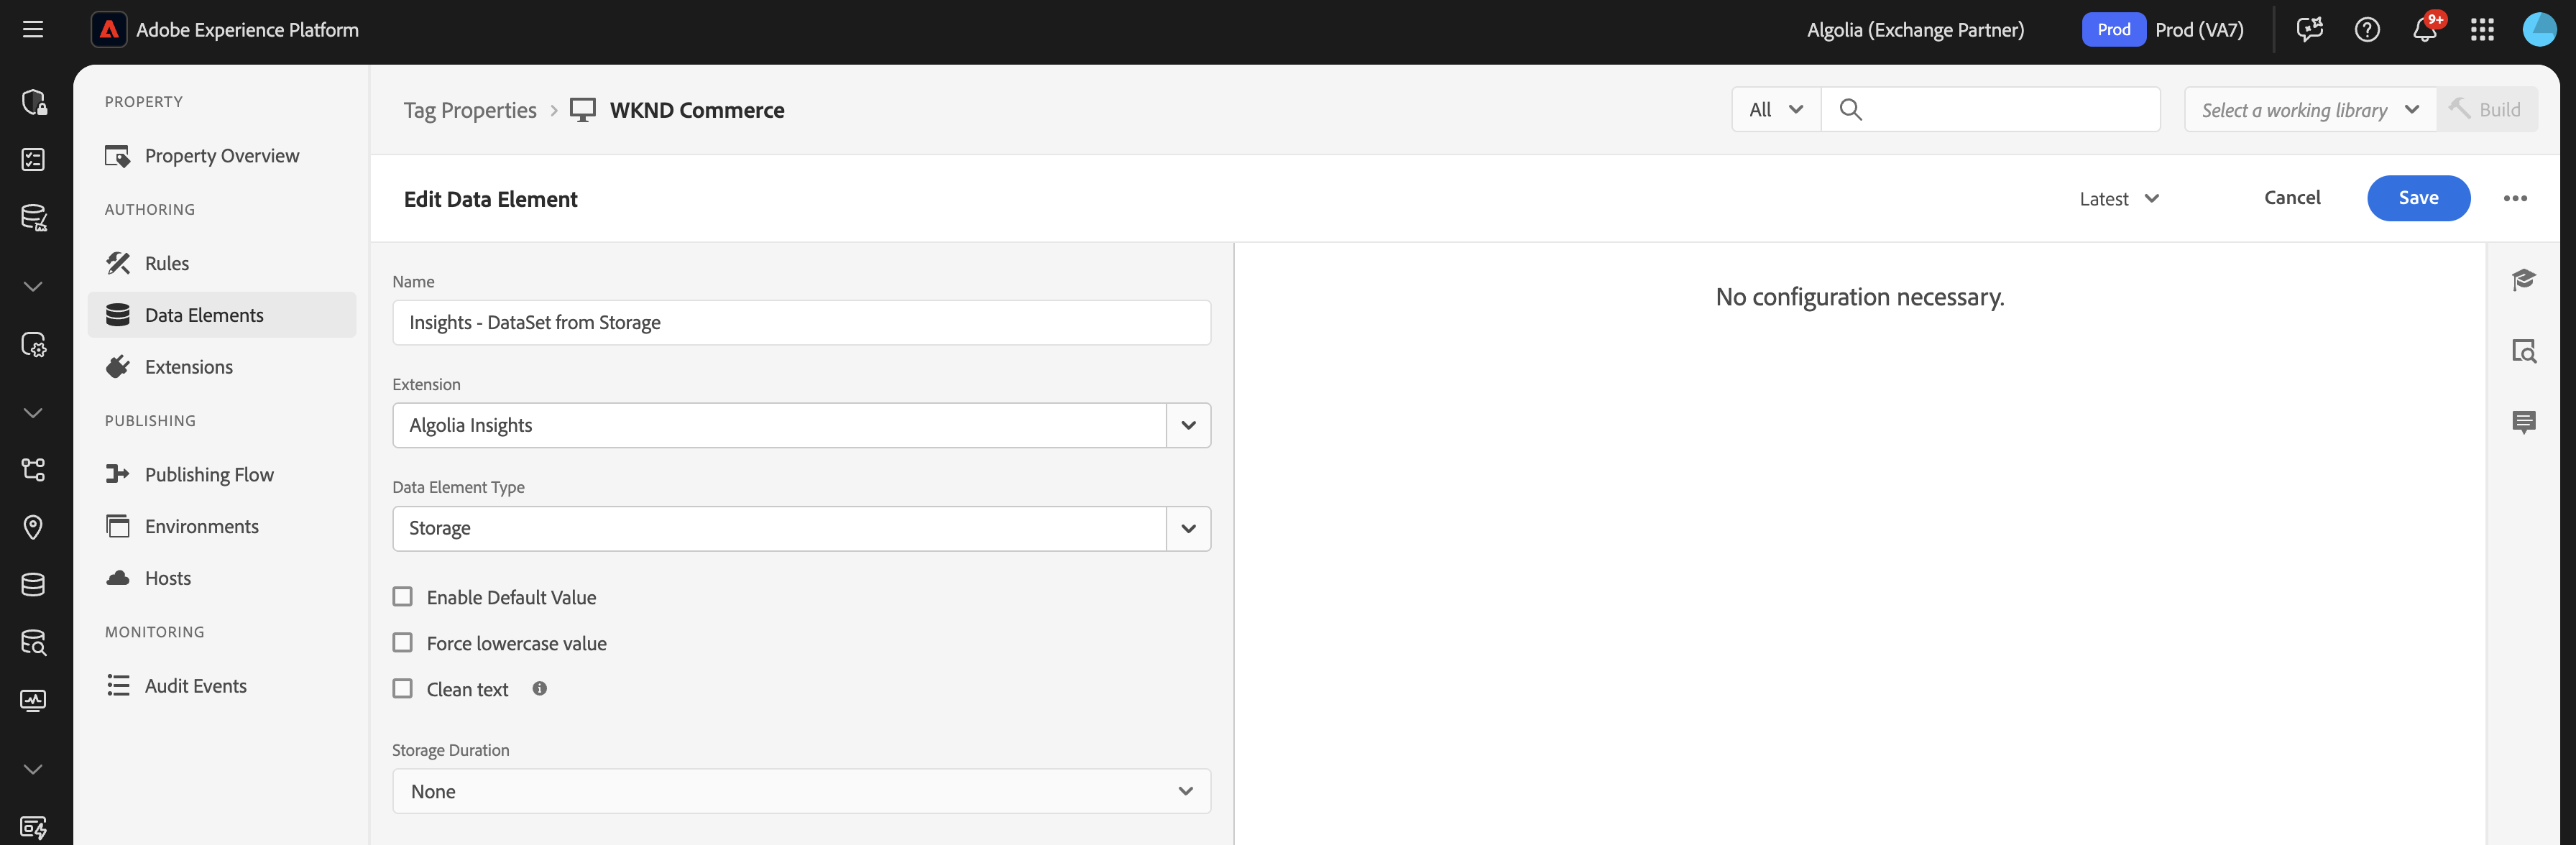 Adobe Experience Platform
Algolia (Exchange Partner)
Prod
Prod (VA7)
9+
PROPERTY
Property Overview
AUTHORING
Rules
Data Elements
Extensions
PUBLISHING
Publishing Flow
Environments
Hosts
MONITORING
Audit Events
Tag Properties
WKND Commerce
All
Select a working library
Build
Edit Data Element
Latest
Cancel
Save
Name
Insights - DataSet from Storage
Extension
Algolia Insights
Data Element Type
Storage
Enable Default Value
Force lowercase value
Clean text
Storage Duration
None
No configuration necessary.